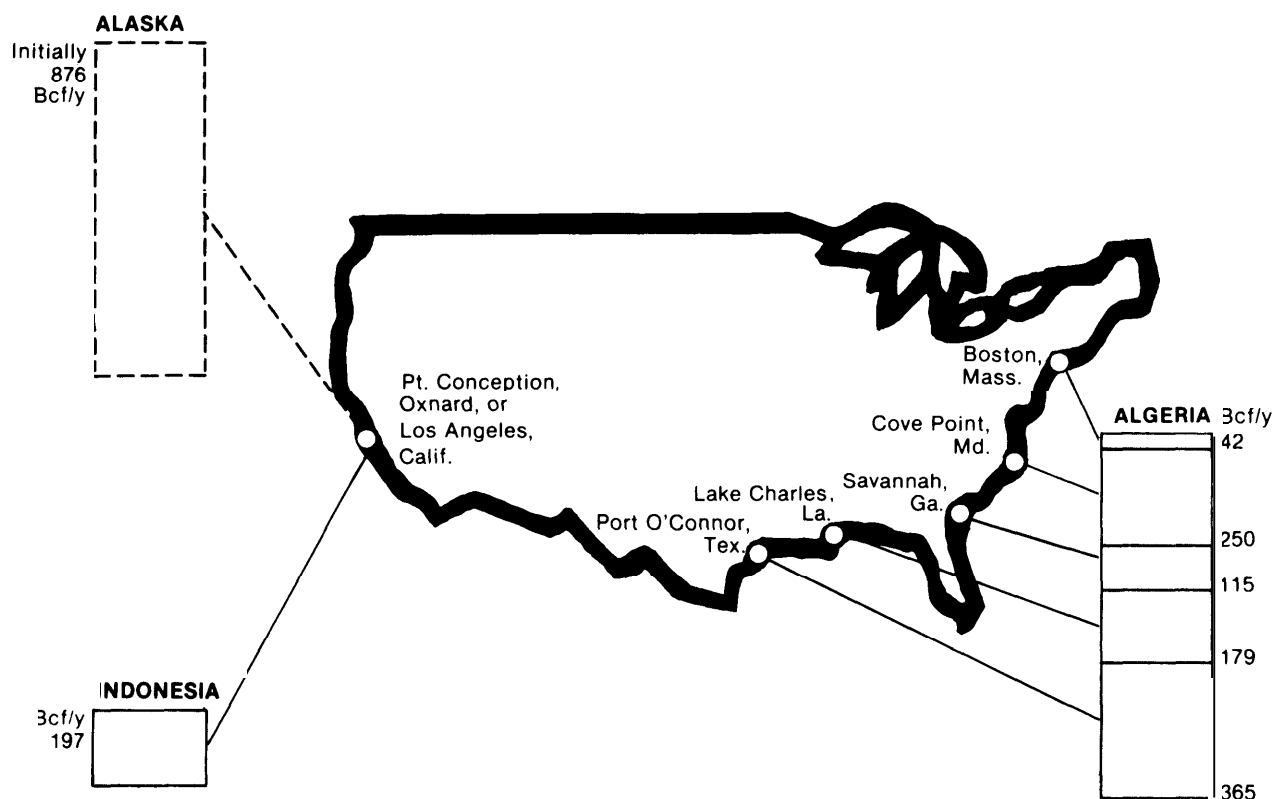 ALASKA
Initially
876
Bcf/y
Pt. Conception,
Oxnard, or
Los Angeles,
Calif.
Boston,
Mass.
Cove Point,
Md.
Savannah,
Ga.
Lake Charles,
La.
Port O'Connor,
Tex.
ALGERIA Bcf/y
42
250
115
179
365
INDONESIA
Bcf/y
197